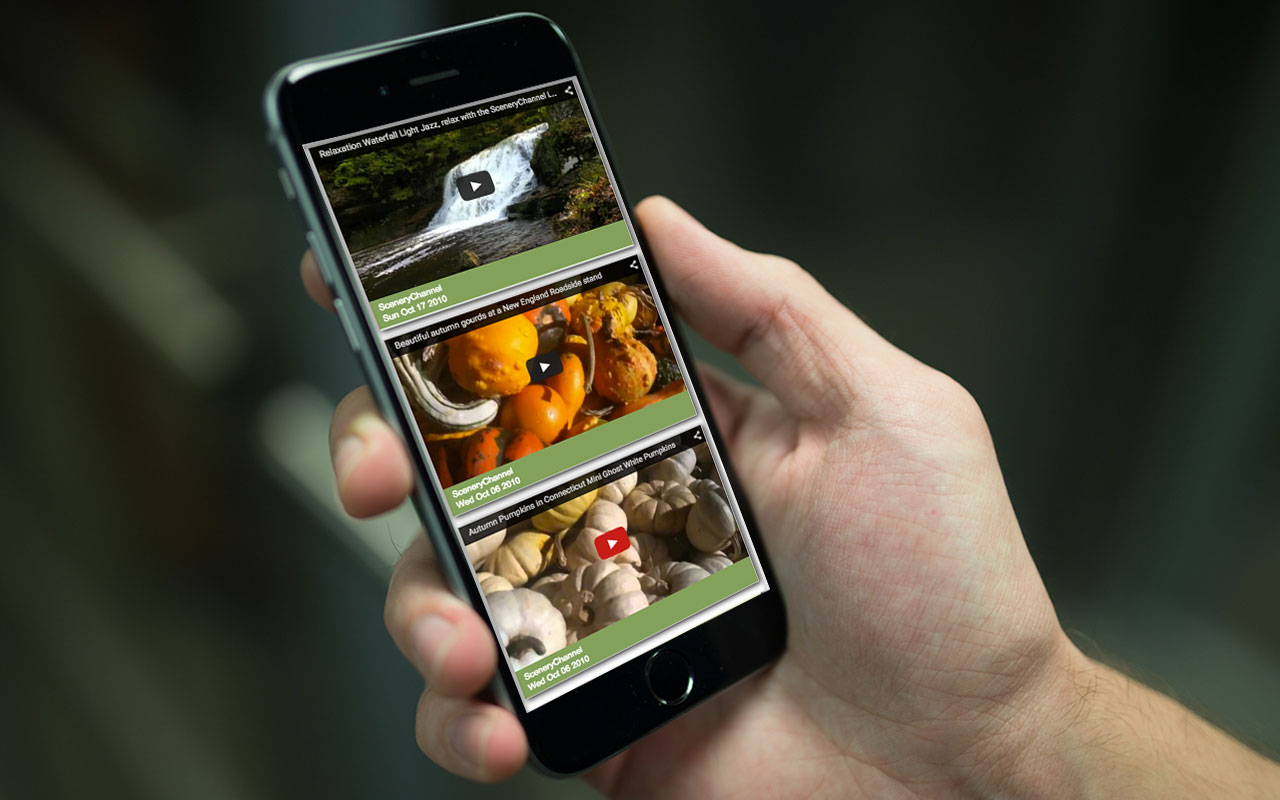 Relaxation Waterfall Light Jazz, relax with the SceneryChannel L...
SceneryChannel
Sun Oct 17 2010
Beautiful autumn gourds at a New England Roadside stand
SceneryChannel
Wed Oct 06 2010
Autumn Pumpkins in Connecticut Mini Ghost White Pumpkins
SceneryChannel
Wed Oct 06 2010